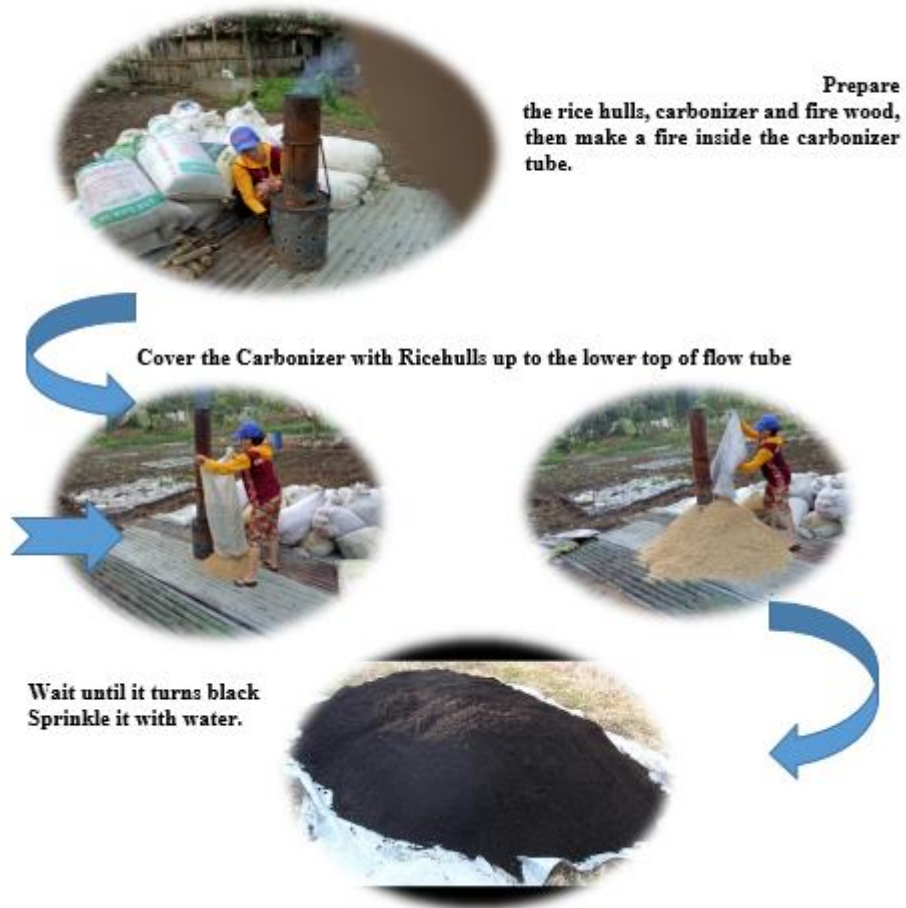 Prepare
the rice hulls, carbonizer and fire wood,
then make a fire inside the carbonizer
tube.
Cover the Carbonizer with Ricehulls up to the lower top of flow tube
Wait until it turns black
Sprinkle it with water.